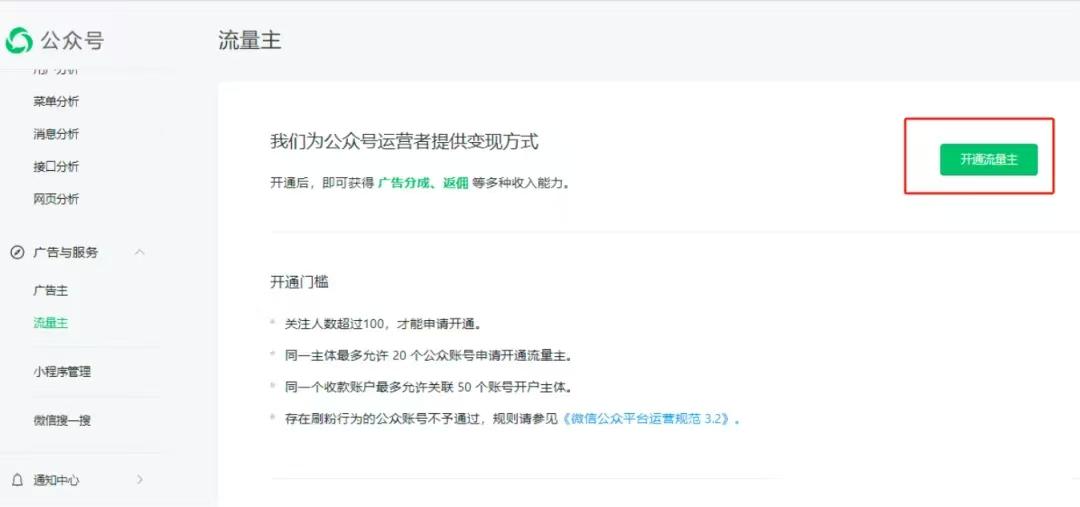 公众号
流量主
菜单分析
消息分析
接口分析
网页分析
广告与服务
广告主
流量主
小程序管理
微信搜一搜
通知中心
我们为公众号运营者提供变现方式
开通后，即可获得 广告分成、返佣 等多种收入能力。
开通流量主
开通门槛
关注人数超过100，才能申请开通。
同一主体最多允许 20 个公众账号申请开通流量主。
同一个收款账户最多允许关联 50 个账号开户主体。
存在刷粉行为的公众账号不予通过，规则请参见《微信公众平台运营规范 3.2》。